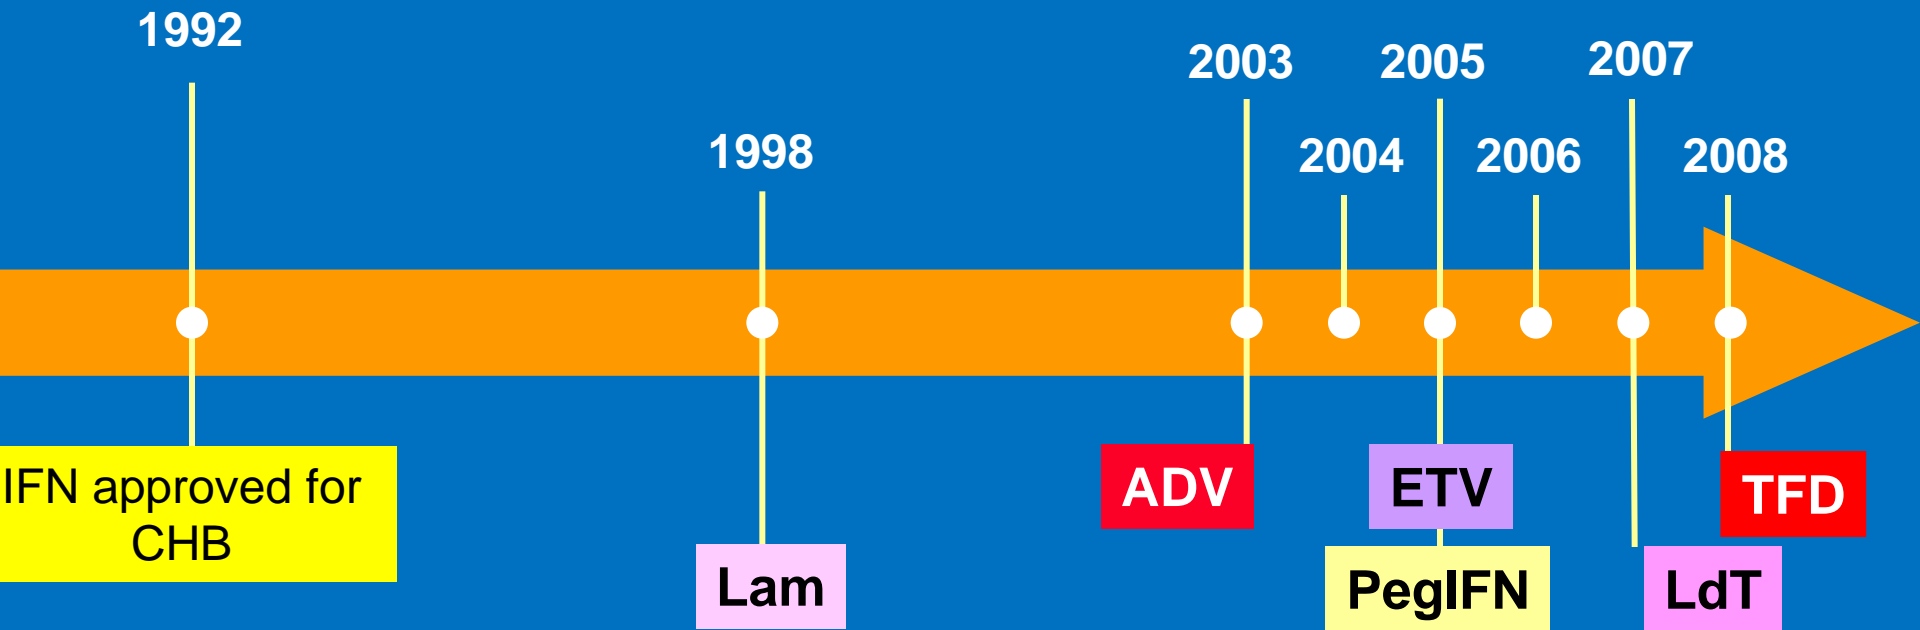 1992
1998
2003
2004
2005
2006
2007
2008
IFN approved for
CHB
Lam
ADV
ETV
PegIFN
LdT
TFD